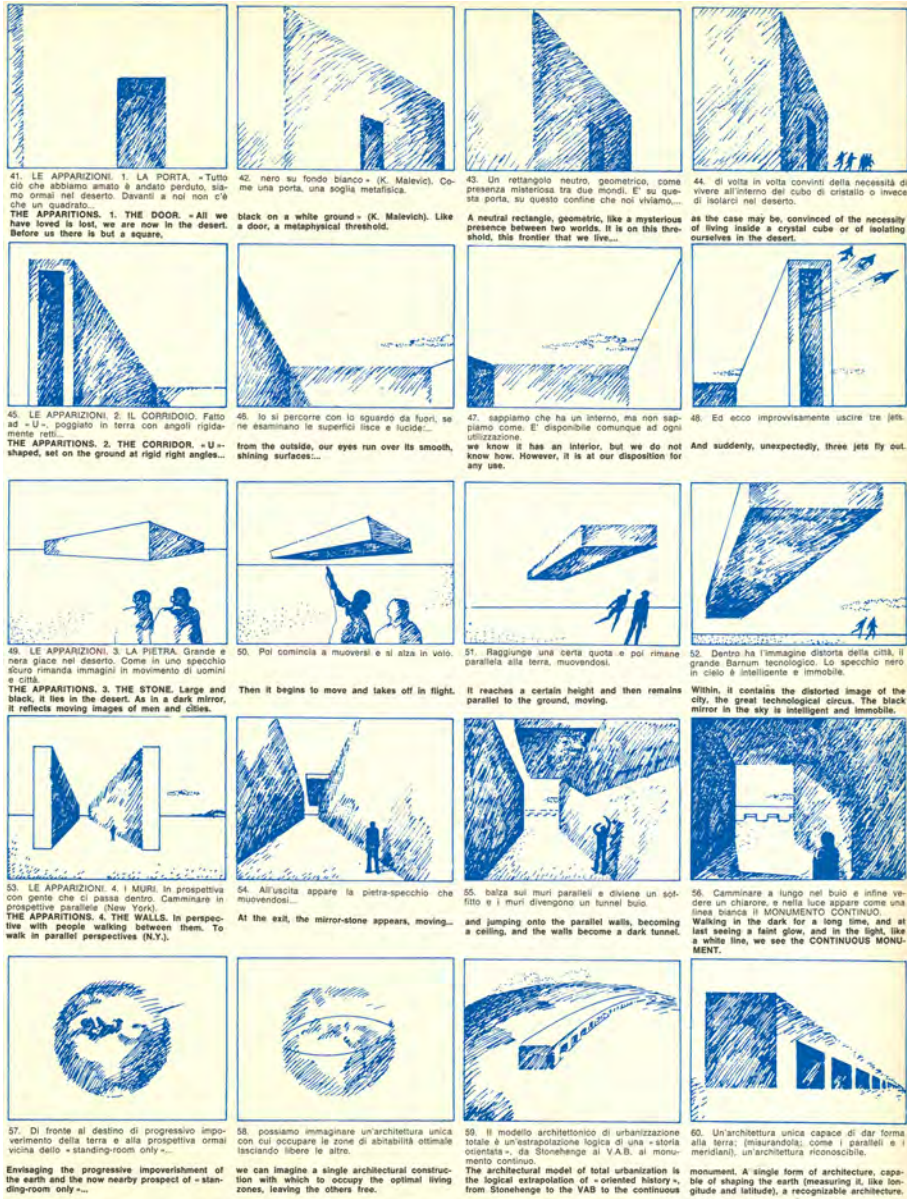 41. LE APPARIZIONI. 1. LA PORTA. «Tutto
ciò che abbiamo amato è andato perduto, sia-
mo ormai nel deserto. Davanti a noi non c'è
che un quadrato...
THE APPARITIONS. 1. THE DOOR. «All we
have loved is lost, we are now in the desert.
Before us there is but a square,
42. nero su fondo bianco» (K. Malevic). Co-
me una porta, una soglia metafisica.
black on a white ground» (K. Malevich). Like
a door, a metaphysical threshold.
43. Un rettangolo neutro, geometrico, come
presenza misteriosa tra due mondi. E' su que-
sta porta, su questo confine che noi viviamo,...
A neutral rectangle, geometric, like a mysterious
presence between two worlds. It is on this thre-
shold, this frontier that we live,...
44. di volta in volta convinti della necessità di
vivere all'interno del cubo di cristallo o invece
di isolarci nel deserto.
as the case may be, convinced of the necessity
of living inside a crystal cube or of isolating
ourselves in the desert.
45. LE APPARIZIONI. 2. IL CORRIDOIO. Fatto
ad «U», poggiato in terra con angoli rigida-
mente retti...
THE APPARITIONS. 2. THE CORRIDOR. «U»-
shaped, set on the ground at rigid right angles...
46. lo si percorre con lo sguardo da fuori, se
ne esaminano le superfici lisce e lucide:...
from the outside, our eyes run over its smooth,
shining surfaces:...
47. sappiamo che ha un interno, ma non sap-
piamo come. E' disponibile comunque ad ogni
utilizzazione.
we know it has an interior, but we do not
know how. However, it is at our disposition for
any use.
48. Ed ecco improvvisamente uscire tre jets.
And suddenly, unexpectedly, three jets fly out.
49. LE APPARIZIONI. 3. LA PIETRA. Grande e
nera giace nel deserto. Come in uno specchio
scuro rimanda immagini in movimento di uomini
e città.
THE APPARITIONS. 3. THE STONE. Large and
black, it lies in the desert. As in a dark mirror,
it reflects moving images of men and cities.
50. Poi comincia a muoversi e si alza in volo.
Then it begins to move and takes off in flight.
51. Raggiunge una certa quota e poi rimane
parallela alla terra, muovendosi.
It reaches a certain height and then remains
parallel to the ground, moving.
52. Dentro ha l'immagine distorta della città, il
grande Barnum tecnologico. Lo specchio nero
in cielo è intelligente e immobile.
Within, it contains the distorted image of the
city, the great technological circus. The black
mirror in the sky is intelligent and immobile.
53. LE APPARIZIONI. 4. I MURI. In prospettiva
con gente che ci passa dentro. Camminare in
prospettive parallele (New York).
THE APPARITIONS. 4. THE WALLS. In perspec-
tive with people walking between them. To
walk in parallel perspectives (N.Y.).
54. All'uscita appare la pietra-specchio che
muovendosi...
At the exit, the mirror-stone appears, moving...
55. balza sui muri paralleli e diviene un sof-
fitto e i muri divengono un tunnel buio.
and jumping onto the parallel walls, becoming
a ceiling, and the walls become a dark tunnel.
56. Camminare a lungo nel buio e infine ve-
dere un chiarore, e nella luce appare come una
linea bianca il MONUMENTO CONTINUO.
Walking in the dark for a long time, and at
last seeing a faint glow, and in the light, like
a white line, we see the CONTINUOUS MONU-
MENT.
57. Di fronte al destino di progressivo impo-
verimento della terra e alla prospettiva ormai
vicina dello «standing-room only»...
Envisaging the progressive impoverishment of
the earth and the now nearby prospect of «stan-
ding-room only»...
58. possiamo immaginare un'architettura unica
con cui occupare le zone di abitabilità ottimale
lasciando libere le altre.
we can imagine a single architectural construc-
tion with which to occupy the optimal living
zones, leaving the others free.
59. Il modello architettonico di urbanizzazione
totale è un'estrapolazione logica di una «storia
orientata», da Stonehenge al V.A.B. al monu-
mento continuo.
The architectural model of total urbanization is
the logical extrapolation of «oriented history»,
from Stonehenge to the VAB to the continuous
60. Un'architettura unica capace di dar forma
alla terra; (misurandola; come i paralleli e i
meridiani), un'architettura riconoscibile.
monument. A single form of architecture, capa-
ble of shaping the earth (measuring it, like lon-
gitude and latitude), a recognizable architecture.